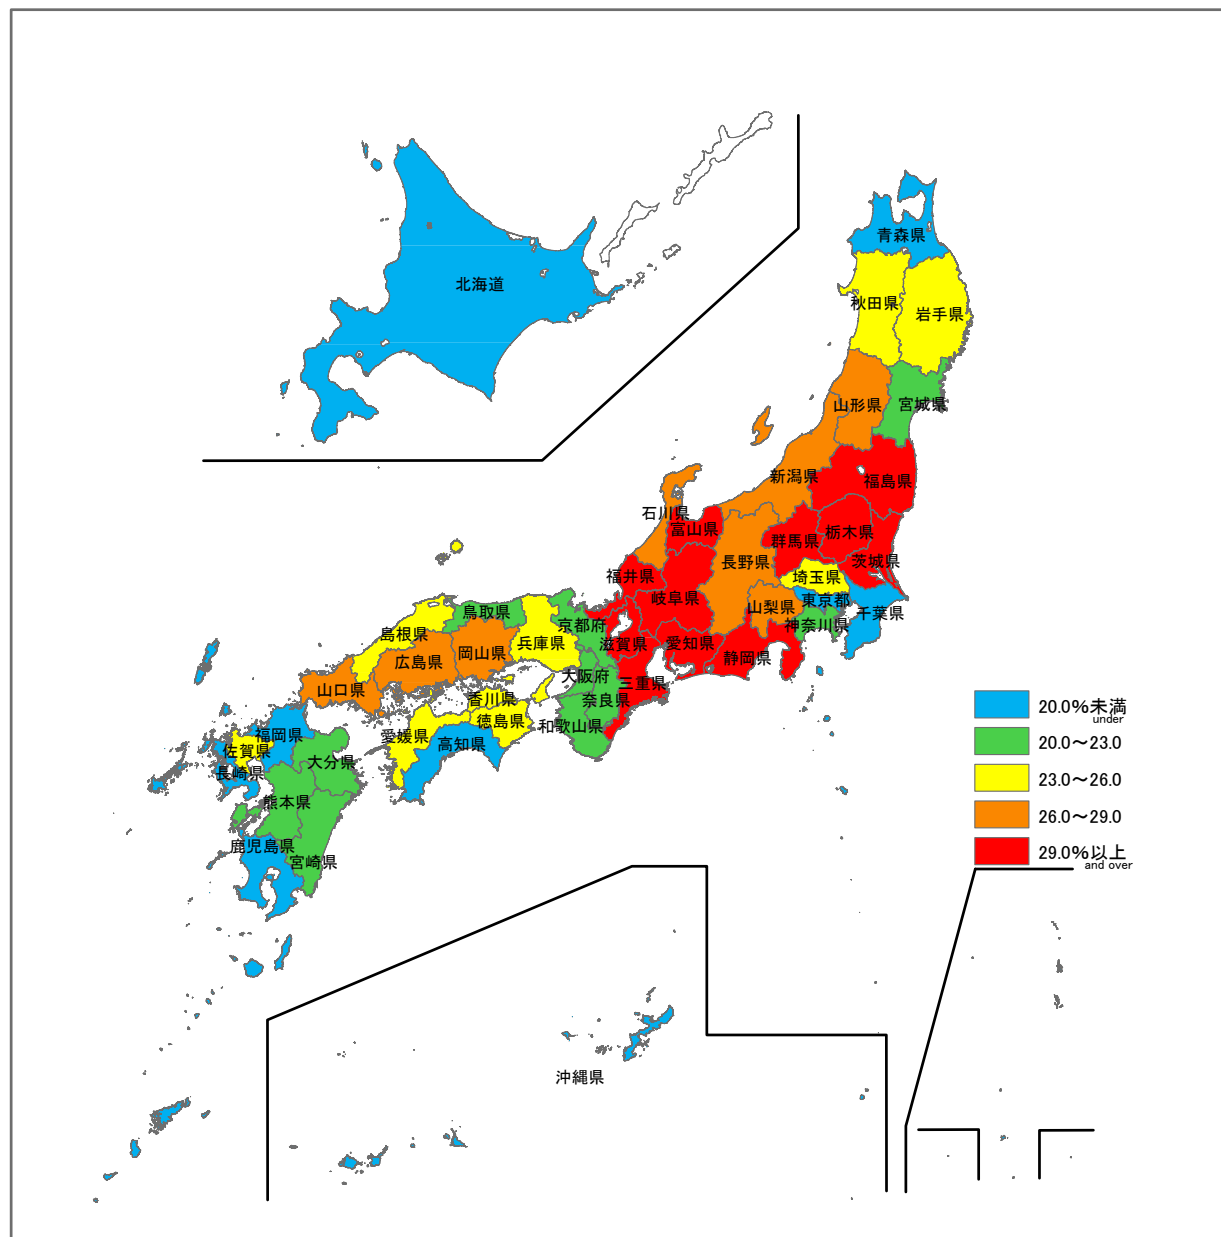 北海道
青森県
秋田県
岩手県
山形県
宮城県
新潟県
福島県
石川県
富山県
群馬県
栃木県
茨城県
長野県
福井県
埼玉県
岐阜県
山梨県
東京都
千葉県
鳥取県
京都府
神奈川県
島根県
兵庫県
滋賀県
愛知県
静岡県
広島県
岡山県
大阪府
三重県
山口県
香川県
奈良県
徳島県
和歌山県
愛媛県
高知県
福岡県
佐賀県
大分県
長崎県
熊本県
鹿児島県
宮崎県
沖縄県
20.0%未満
under
20.0～23.0
23.0～26.0
26.0～29.0
29.0%以上
and over